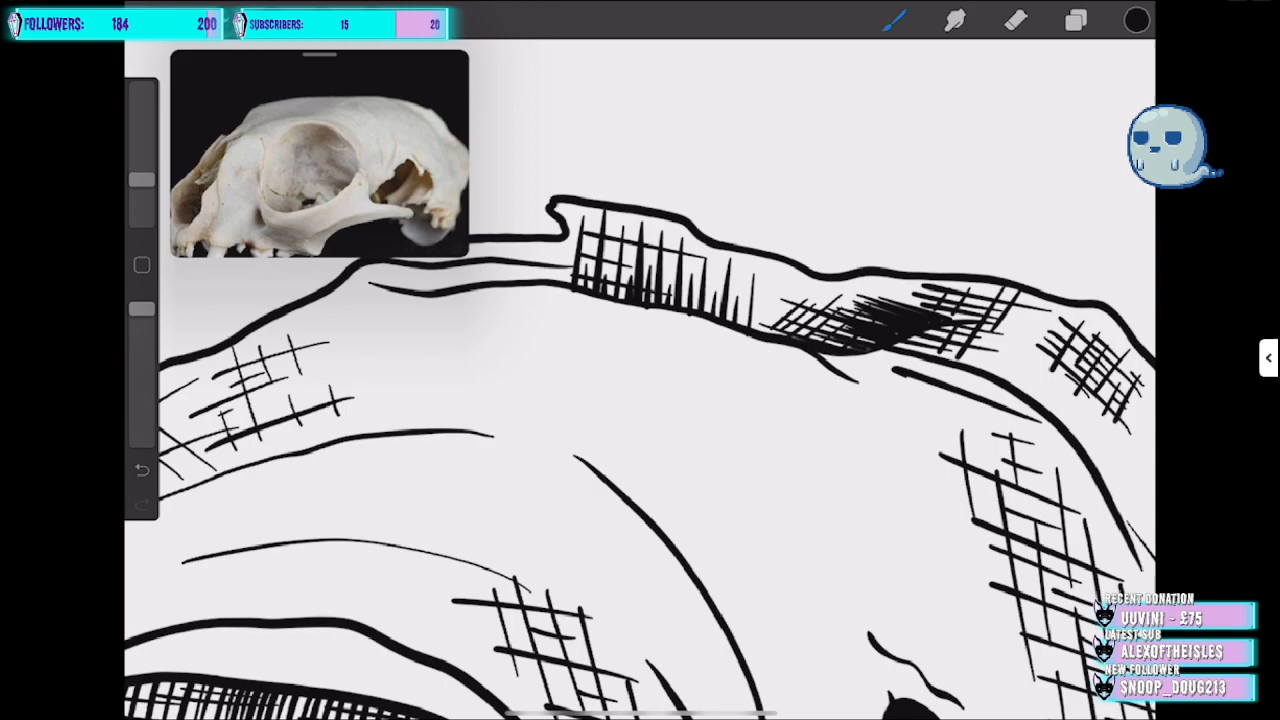 FOLLOWERS: 184 200
SUBSCRIBERS: 15 20
RECENT DONATION
UUVINI - £75
LATEST SUB
ALEXOFTHEISLES
NEW FOLLOWER
SNOOP_DOUG213